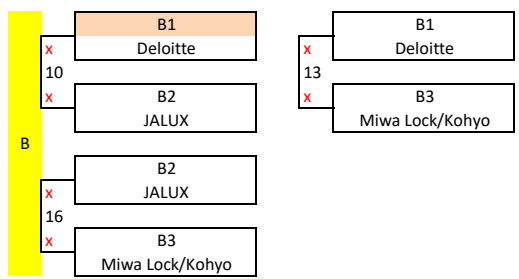 B
B1
Deloitte
x
10
x
B2
JALUX
B2
JALUX
x
16
x
B3
Miwa Lock/Kohyo
B1
Deloitte
x
13
x
B3
Miwa Lock/Kohyo